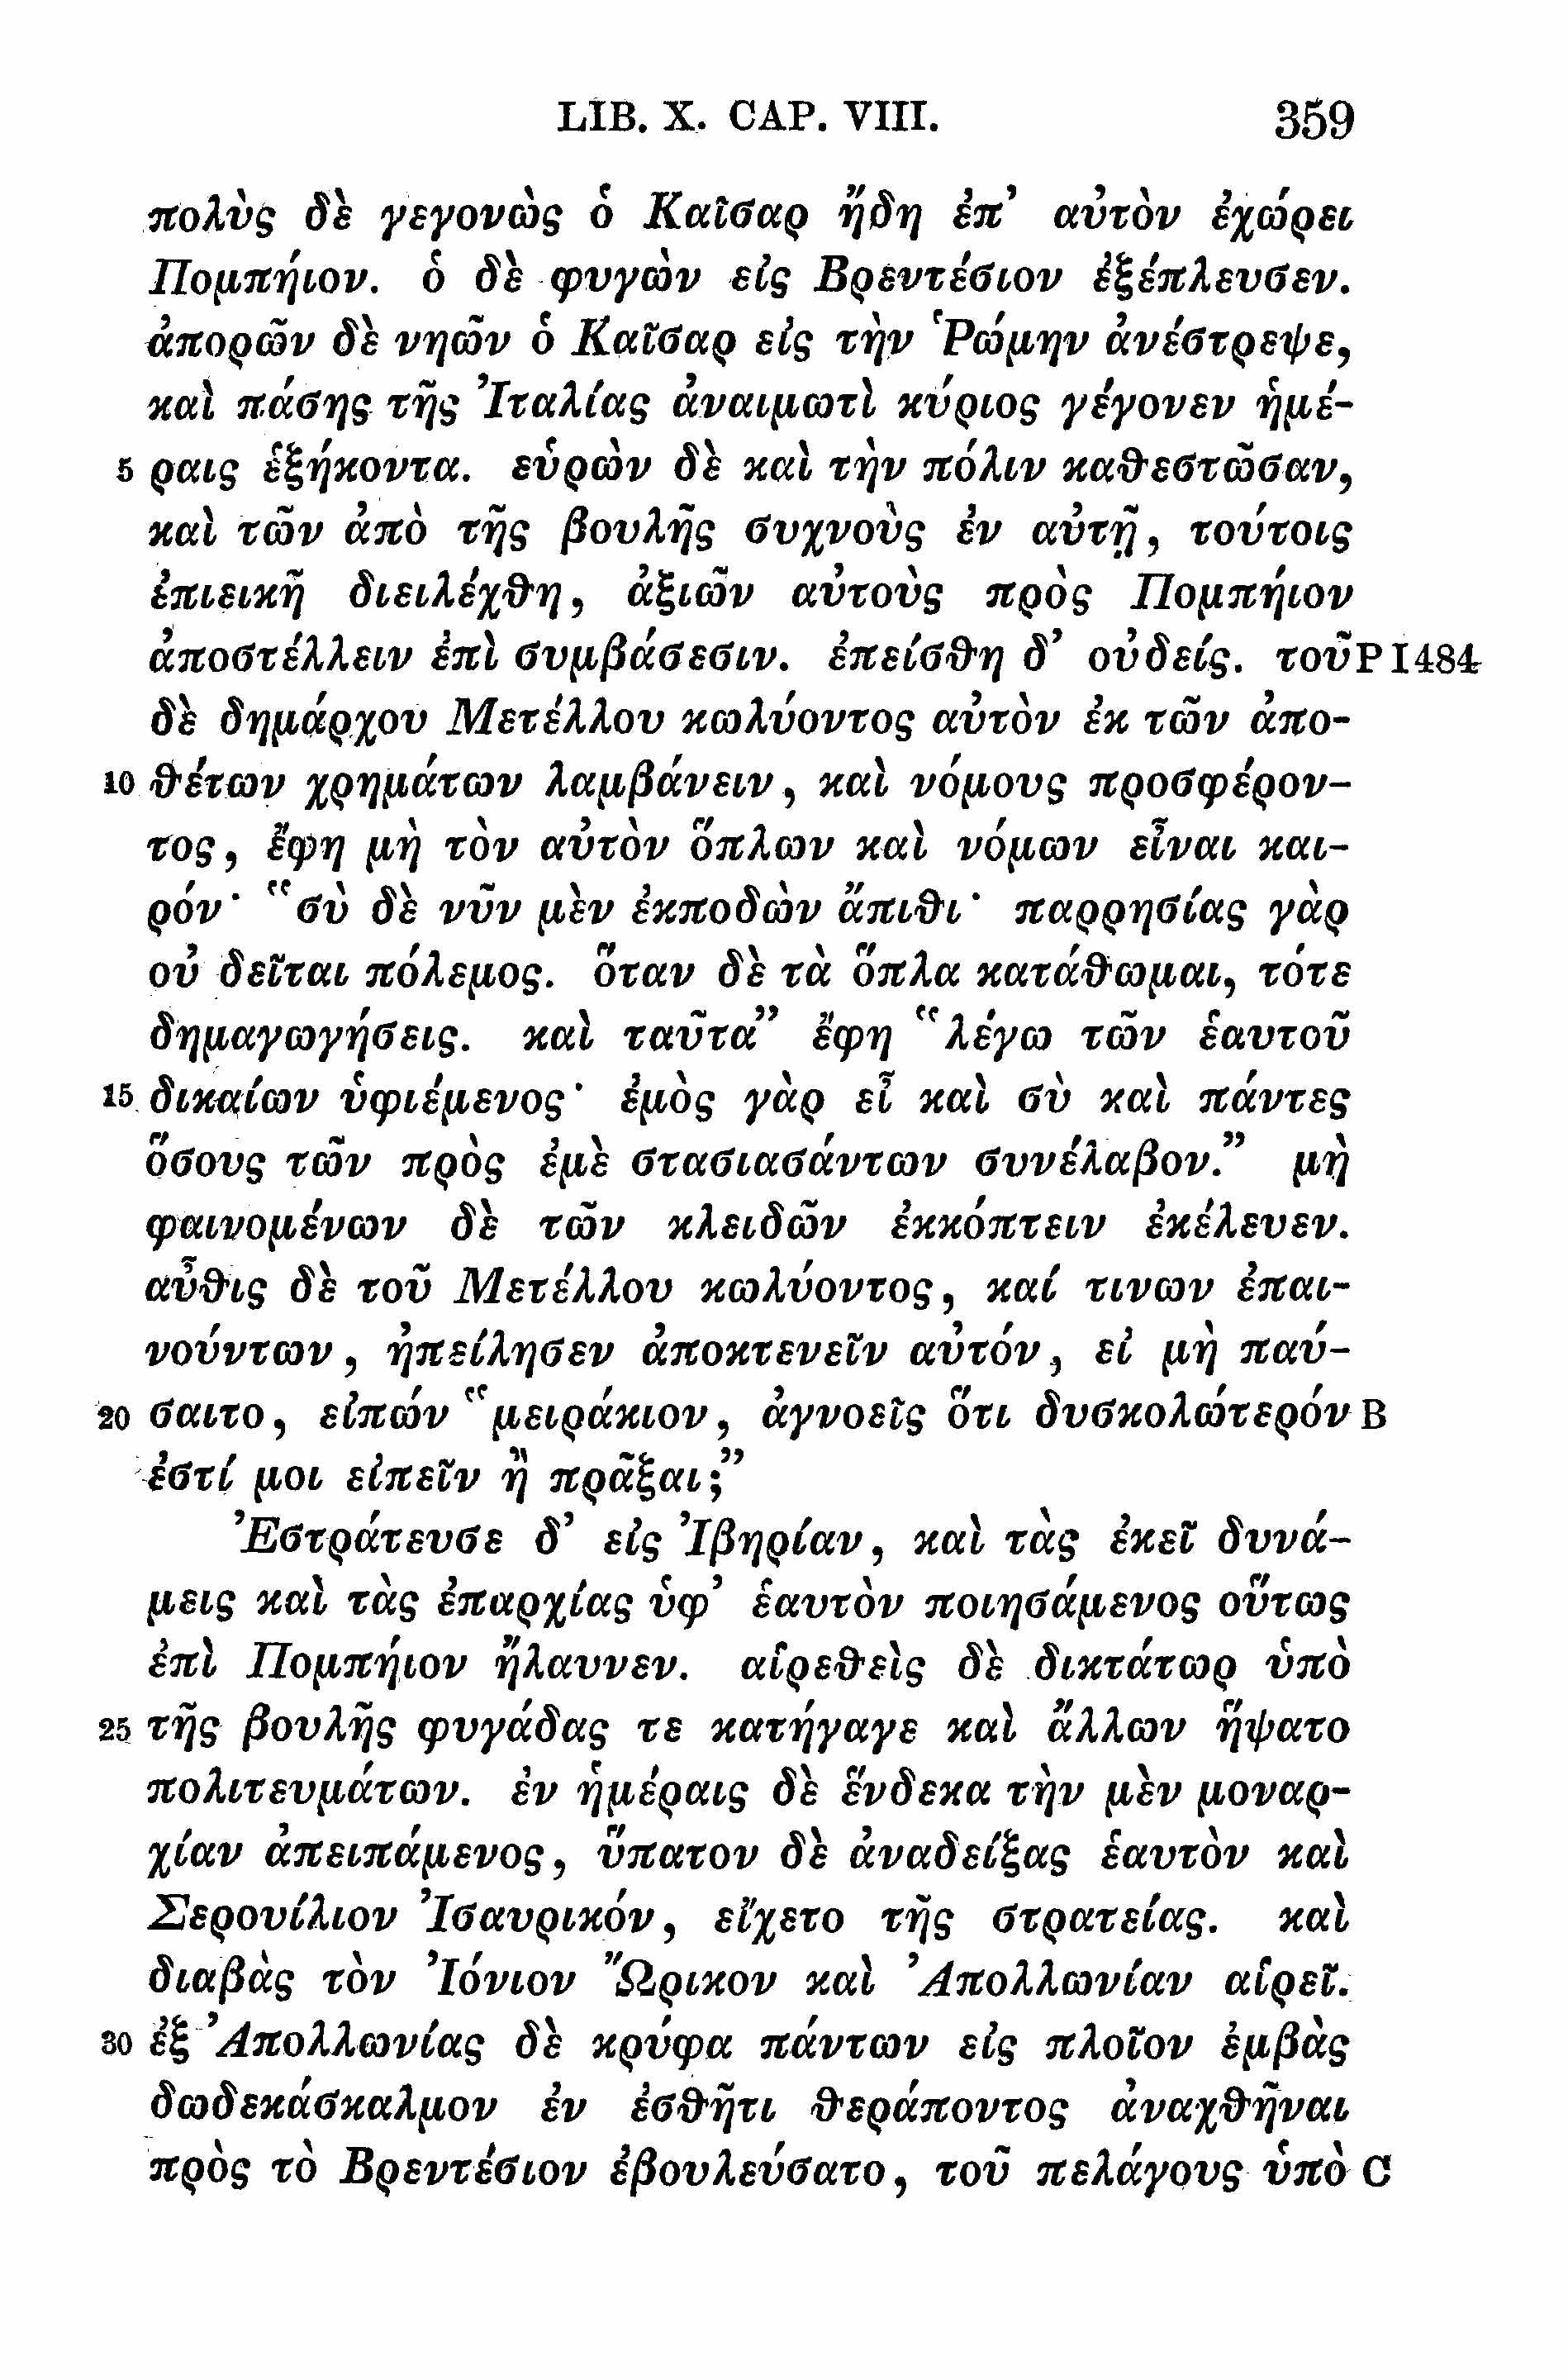 LIB. X. CAP. VIII. 359
πολὺς δὲ γεγονὼς ὁ Καῖσαρ ἤδη ἐπ’ αὐτὸν ἐχώρει
Πομπήιον. ὁ δὲ φυγὼν εἰς Βρεντέσιον ἐξέπλευσεν.
ἀπορῶν δὲ νηῶν ὁ Καῖσαρ εἰς τὴν Ῥώμην ἀνέστρεψε,
καὶ πάσης τῆς Ἰταλίας ἀναιμωτὶ κύριος γέγονεν ἡμέ-
5 ραις ἑξήκοντα. εὑρὼν δὲ καὶ τὴν πόλιν καθεστῶσαν,
καὶ τῶν ἀπὸ τῆς βουλῆς συχνοὺς ἐν αὐτῇ, τούτοις
ἐπιεικῆ διειλέχθη, ἀξιῶν αὐτοὺς πρὸς Πομπήιον
ἀποστέλλειν ἐπὶ συμβάσεσιν. ἐπείσθη δ’ οὐδείς. τοῦ P I 484
δὲ δημάρχου Μετέλλου κωλύοντος αὐτὸν ἐκ τῶν ἀπο-
10 θέτων χρημάτων λαμβάνειν, καὶ νόμους προσφέρον-
τος, ἔφη μὴ τὸν αὐτὸν ὅπλων καὶ νόμων εἶναι και-
ρόν· “σὺ δὲ νῦν μὲν ἐκποδὼν ἄπιθι· παρρησίας γὰρ
οὐ δεῖται πόλεμος. ὅταν δὲ τὰ ὅπλα κατάθωμαι, τότε
δημαγωγήσεις. καὶ ταῦτα” ἔφη “λέγω τῶν ἑαυτοῦ
15 δικαίων ὑφιέμενος· ἐμὸς γὰρ εἶ καὶ σὺ καὶ πάντες
ὅσους τῶν πρὸς ἐμὲ στασιασάντων συνέλαβον.” μὴ
φαινομένων δὲ τῶν κλειδῶν ἐκκόπτειν ἐκέλευεν.
αὖθις δὲ τοῦ Μετέλλου κωλύοντος, καί τινων ἐπαι-
νούντων, ἠπείλησεν ἀποκτενεῖν αὐτόν, εἰ μὴ παύ-
20 σαιτο, εἰπών “μειράκιον, ἀγνοεῖς ὅτι δυσκολώτερόν B
ἐστί μοι εἰπεῖν ἢ πρᾶξαι;”
Ἐστράτευσε δ’ εἰς Ἰβηρίαν, καὶ τὰς ἐκεῖ δυνά-
μεις καὶ τὰς ἐπαρχίας ὑφ’ ἑαυτὸν ποιησάμενος οὕτως
ἐπὶ Πομπήιον ἤλαυνεν. αἱρεθεὶς δὲ δικτάτωρ ὑπὸ
25 τῆς βουλῆς φυγάδας τε κατήγαγε καὶ ἄλλων ἥψατο
πολιτευμάτων. ἐν ἡμέραις δὲ ἕνδεκα τὴν μὲν μοναρ-
χίαν ἀπειπάμενος, ὕπατον δὲ ἀναδείξας ἑαυτὸν καὶ
Σερουίλιον Ἰσαυρικόν, εἴχετο τῆς στρατείας. καὶ
διαβὰς τὸν Ἰόνιον Ὤρικον καὶ Ἀπολλωνίαν αἱρεῖ.
30 ἐξ Ἀπολλωνίας δὲ κρύφα πάντων εἰς πλοῖον ἐμβὰς
δωδεκάσκαλμον ἐν ἐσθῆτι θεράποντος ἀναχθῆναι
πρὸς τὸ Βρεντέσιον ἐβουλεύσατο, τοῦ πελάγους ὑπὸ C